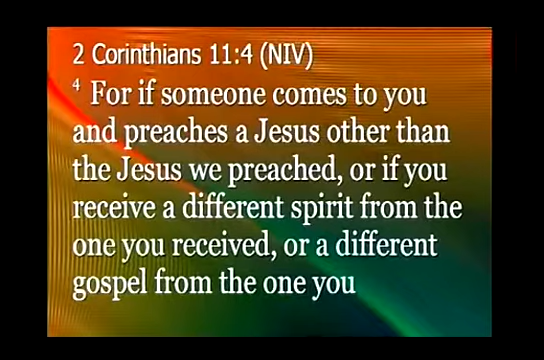 2 Corinthians 11:4 (NIV)
4 For if someone comes to you
and preaches a Jesus other than
the Jesus we preached, or if you
receive a different spirit from the
one you received, or a different
gospel from the one you